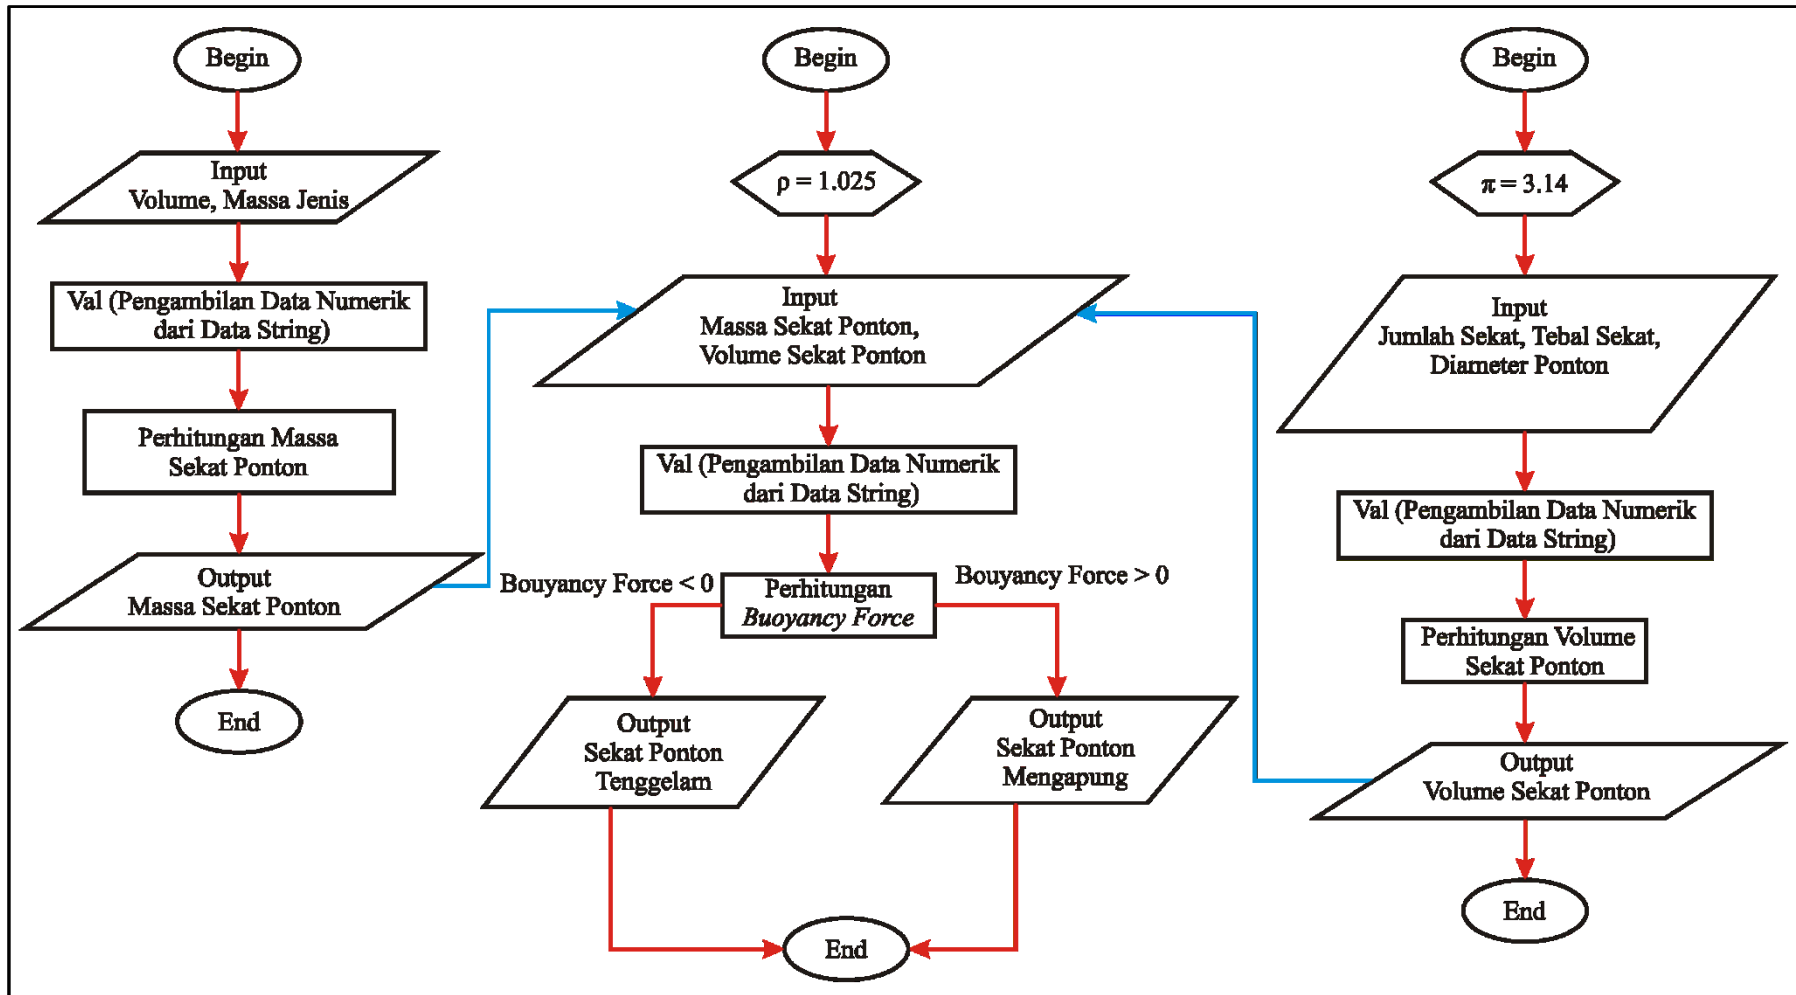 Begin
Input
Volume, Massa Jenis
Val (Pengambilan Data Numerik
dari Data String)
Perhitungan Massa
Sekat Ponton
Output
Massa Sekat Ponton
End
Begin
ρ = 1.025
Input
Massa Sekat Ponton,
Volume Sekat Ponton
Val (Pengambilan Data Numerik
dari Data String)
Perhitungan
Buoyancy Force
Bouyancy Force < 0
Bouyancy Force > 0
Output
Sekat Ponton
Tenggelam
Output
Sekat Ponton
Mengapung
End
Begin
π = 3.14
Input
Jumlah Sekat, Tebal Sekat,
Diameter Ponton
Val (Pengambilan Data Numerik
dari Data String)
Perhitungan Volume
Sekat Ponton
Output
Volume Sekat Ponton
End